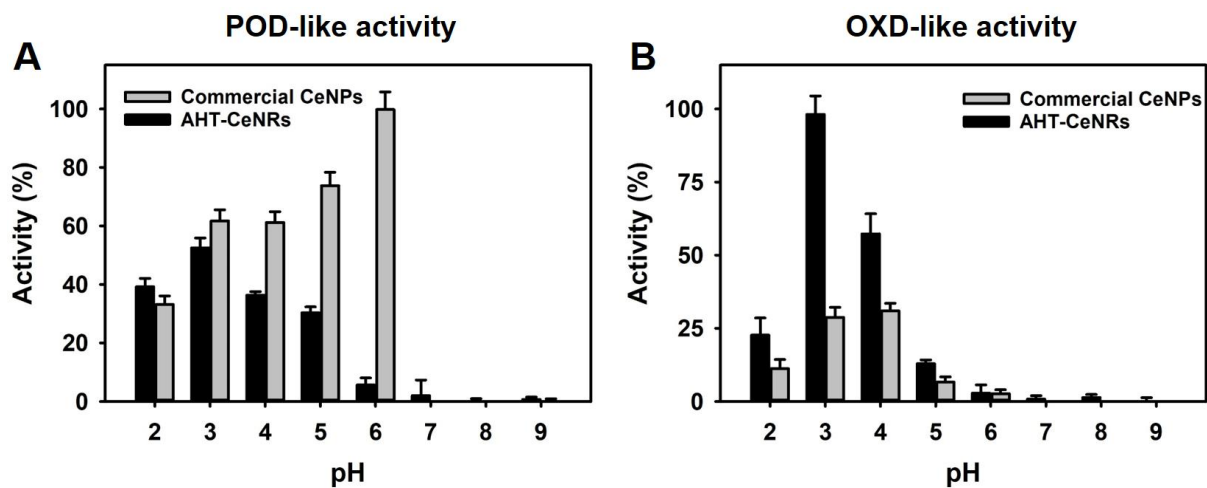 POD-like activity
A
Commercial CeNPs
AHT-CeNRs
Activity (%)
100
80
60
40
20
0
2 3 4 5 6 7 8 9
pH
OXD-like activity
B
Commercial CeNPs
AHT-CeNRs
Activity (%)
100
75
50
25
0
2 3 4 5 6 7 8 9
pH